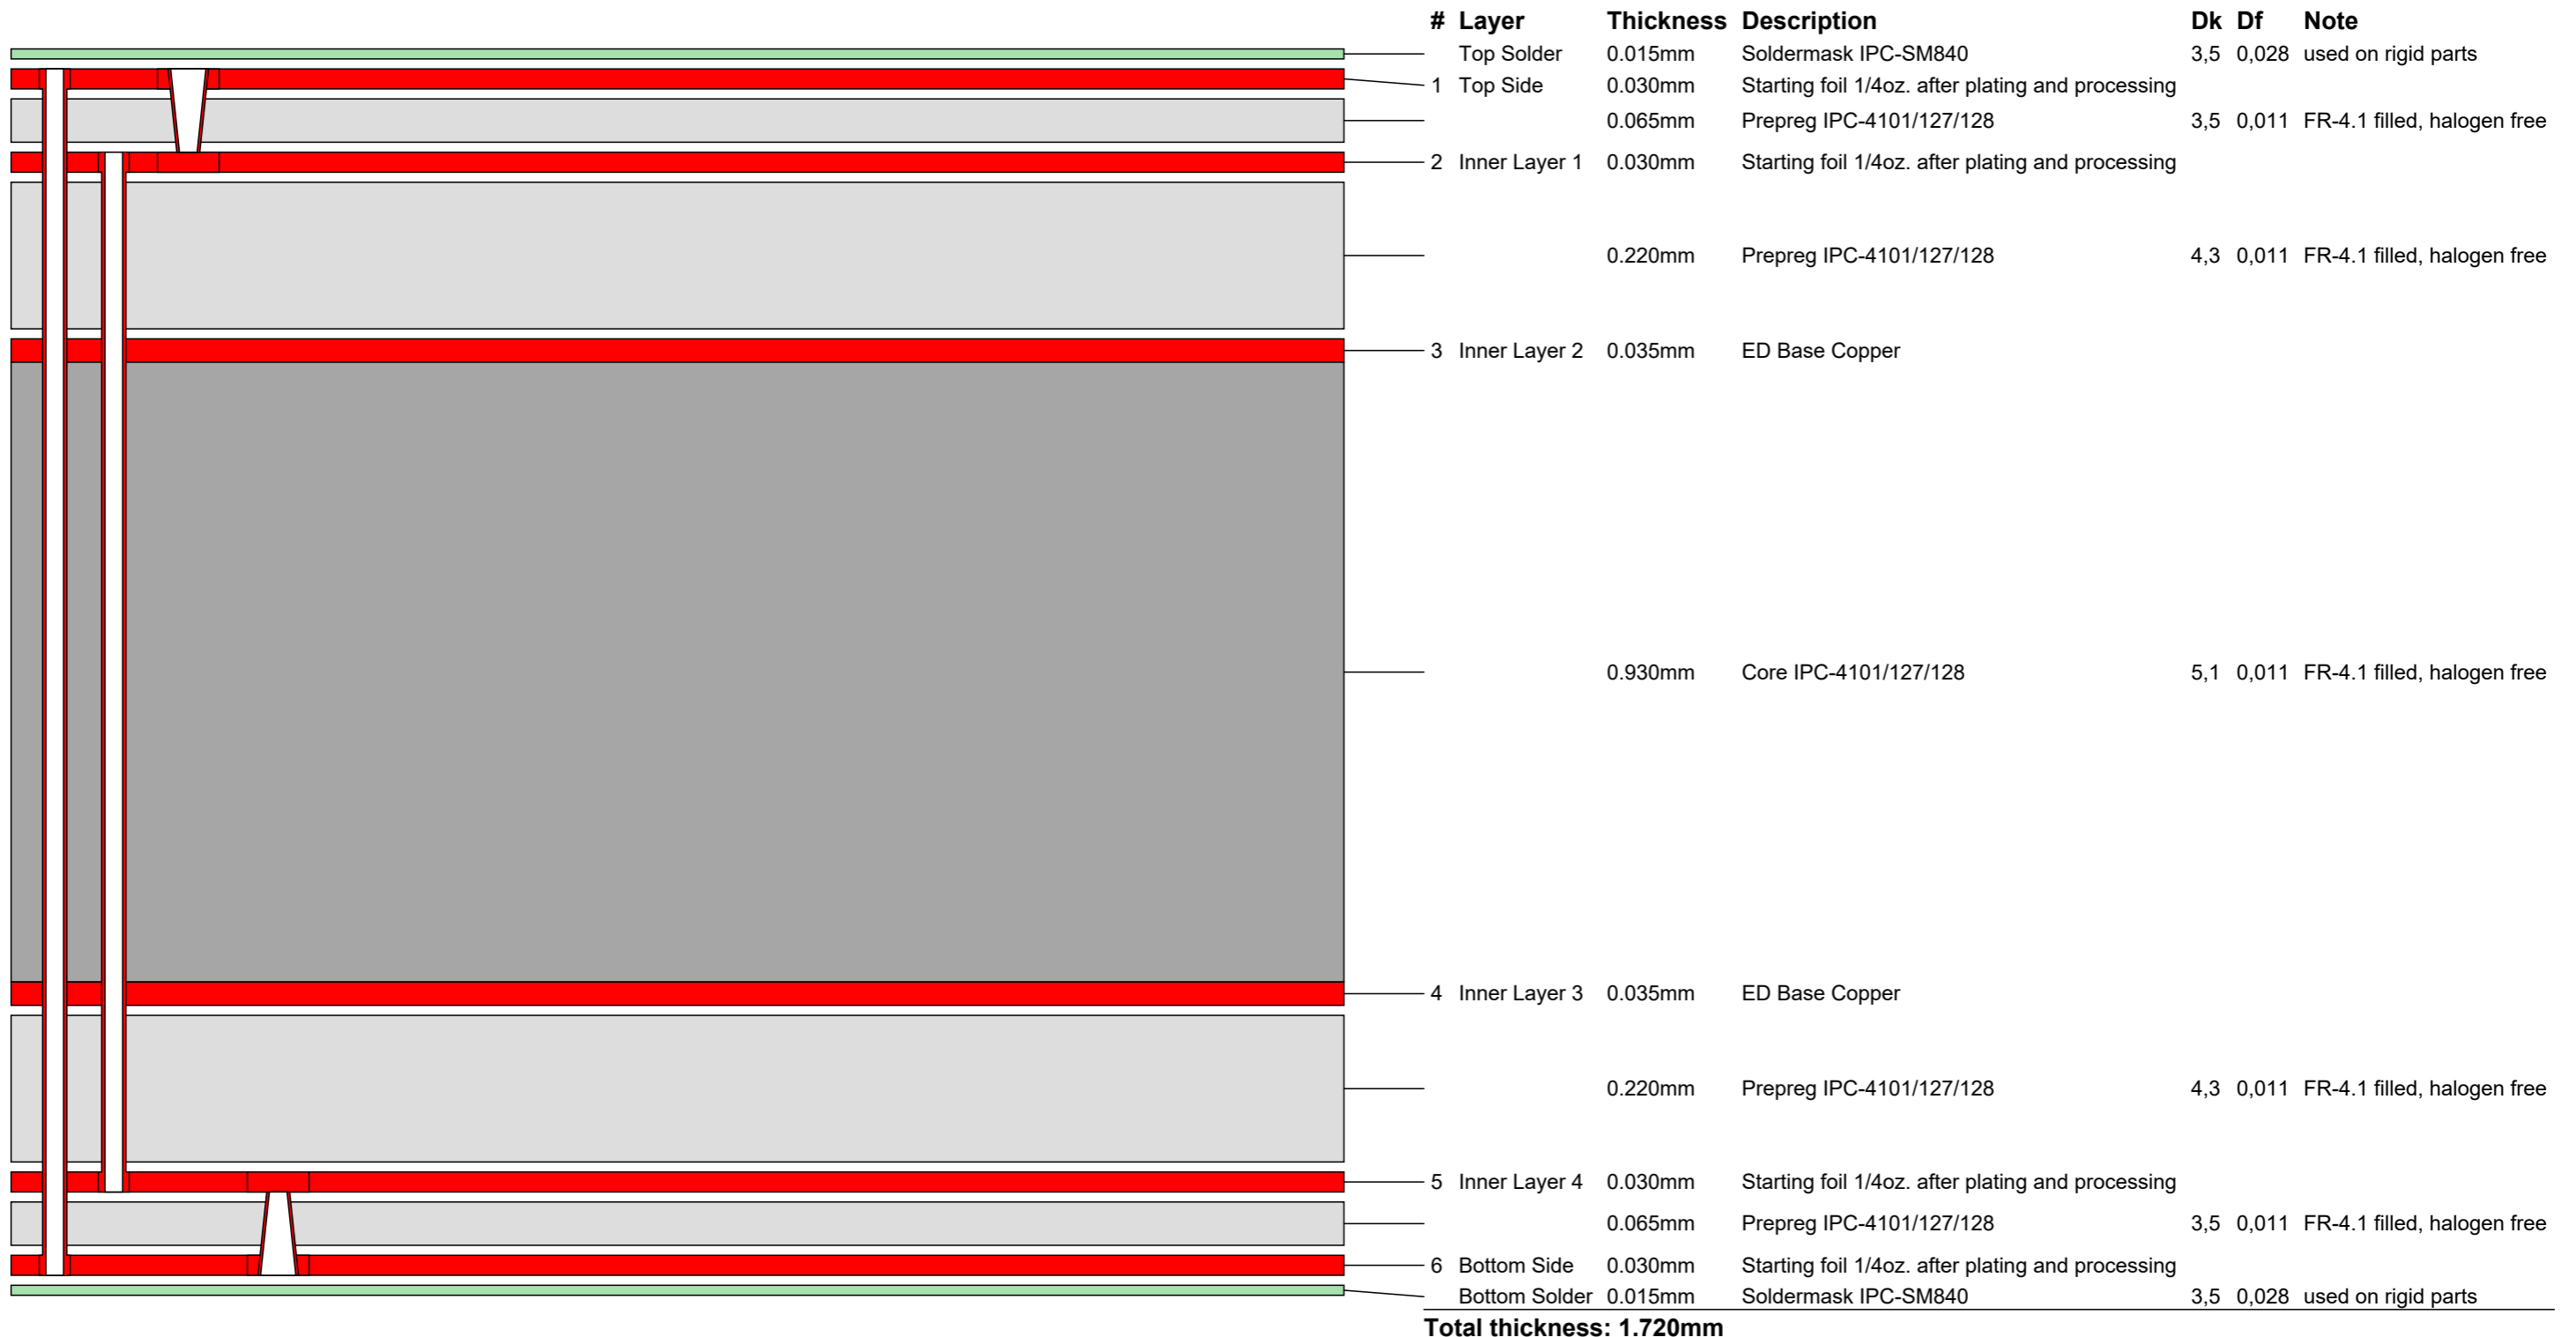 # Layer Thickness Description Dk Df Note
Top Solder 0.015mm Soldermask IPC-SM840 3,5 0,028 used on rigid parts
1 Top Side 0.030mm Starting foil 1/4oz. after plating and processing
0.065mm Prepreg IPC-4101/127/128 3,5 0,011 FR-4.1 filled, halogen free
2 Inner Layer 1 0.030mm Starting foil 1/4oz. after plating and processing
0.220mm Prepreg IPC-4101/127/128 4,3 0,011 FR-4.1 filled, halogen free
3 Inner Layer 2 0.035mm ED Base Copper
0.930mm Core IPC-4101/127/128 5,1 0,011 FR-4.1 filled, halogen free
4 Inner Layer 3 0.035mm ED Base Copper
0.220mm Prepreg IPC-4101/127/128 4,3 0,011 FR-4.1 filled, halogen free
5 Inner Layer 4 0.030mm Starting foil 1/4oz. after plating and processing
0.065mm Prepreg IPC-4101/127/128 3,5 0,011 FR-4.1 filled, halogen free
6 Bottom Side 0.030mm Starting foil 1/4oz. after plating and processing
Bottom Solder 0.015mm Soldermask IPC-SM840 3,5 0,028 used on rigid parts
Total thickness: 1.720mm